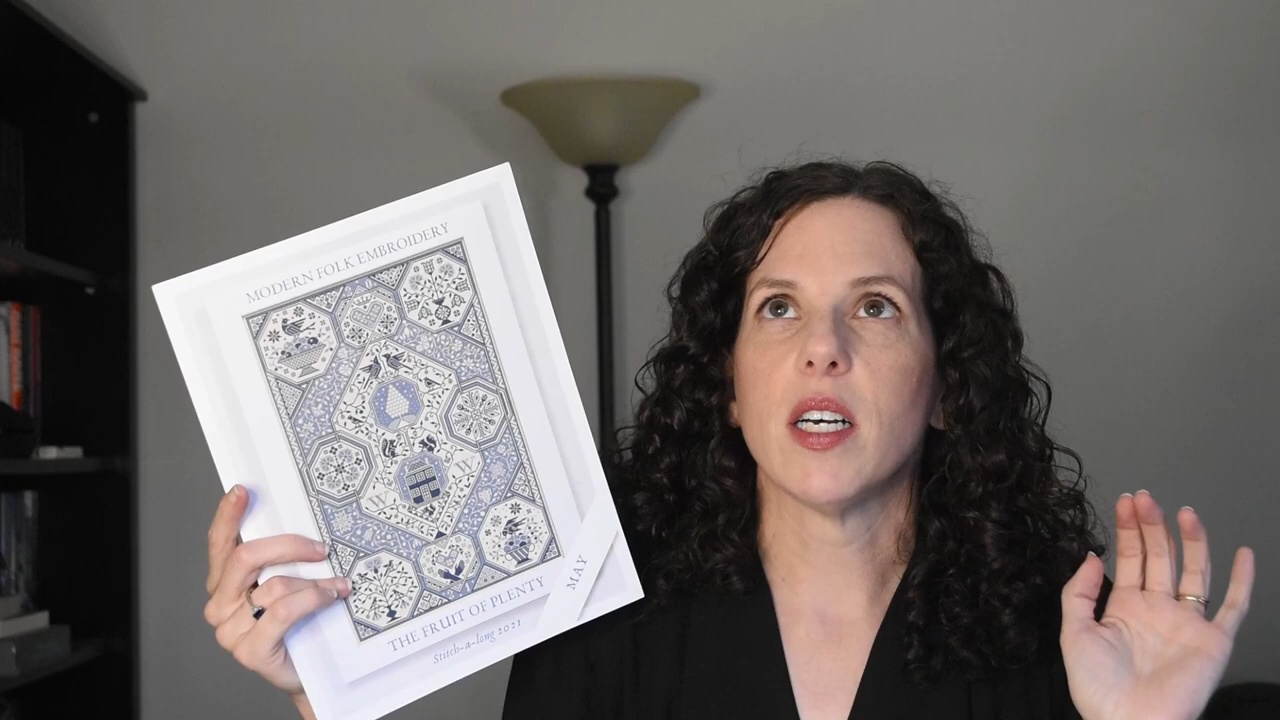 MODERN FOLK EMBROIDERY
W W
THE FRUIT OF PLENTY
Stitch-a-long 2021
MAY